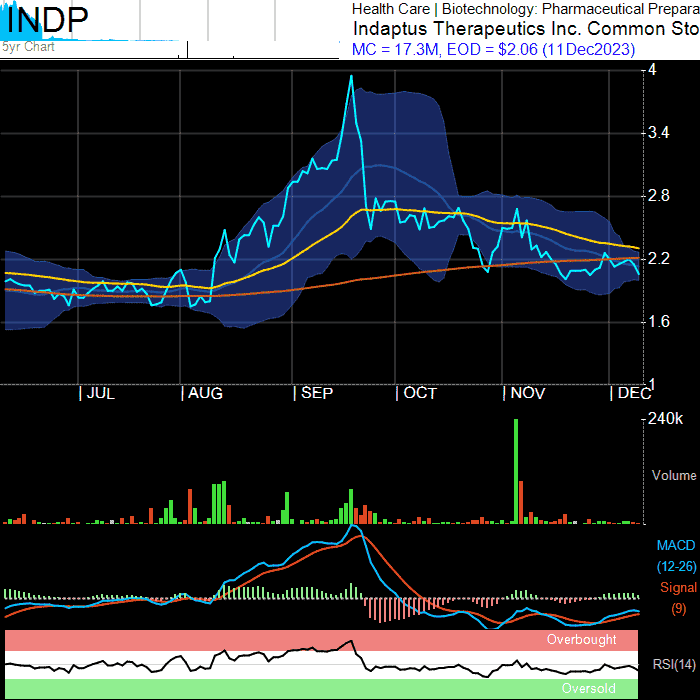 INDP
5yr Chart
Health Care | Biotechnology: Pharmaceutical Prepara
Indaptus Therapeutics Inc. Common Sto
MC = 17.3M, EOD = $2.06 (11Dec2023)
4
3.4
2.8
2.2
1.6
1
| JUL | AUG | SEP | OCT | NOV | DEC
240k
Volume
MACD
(12-26)
Signal
(9)
Overbought
RSI(14)
Oversold